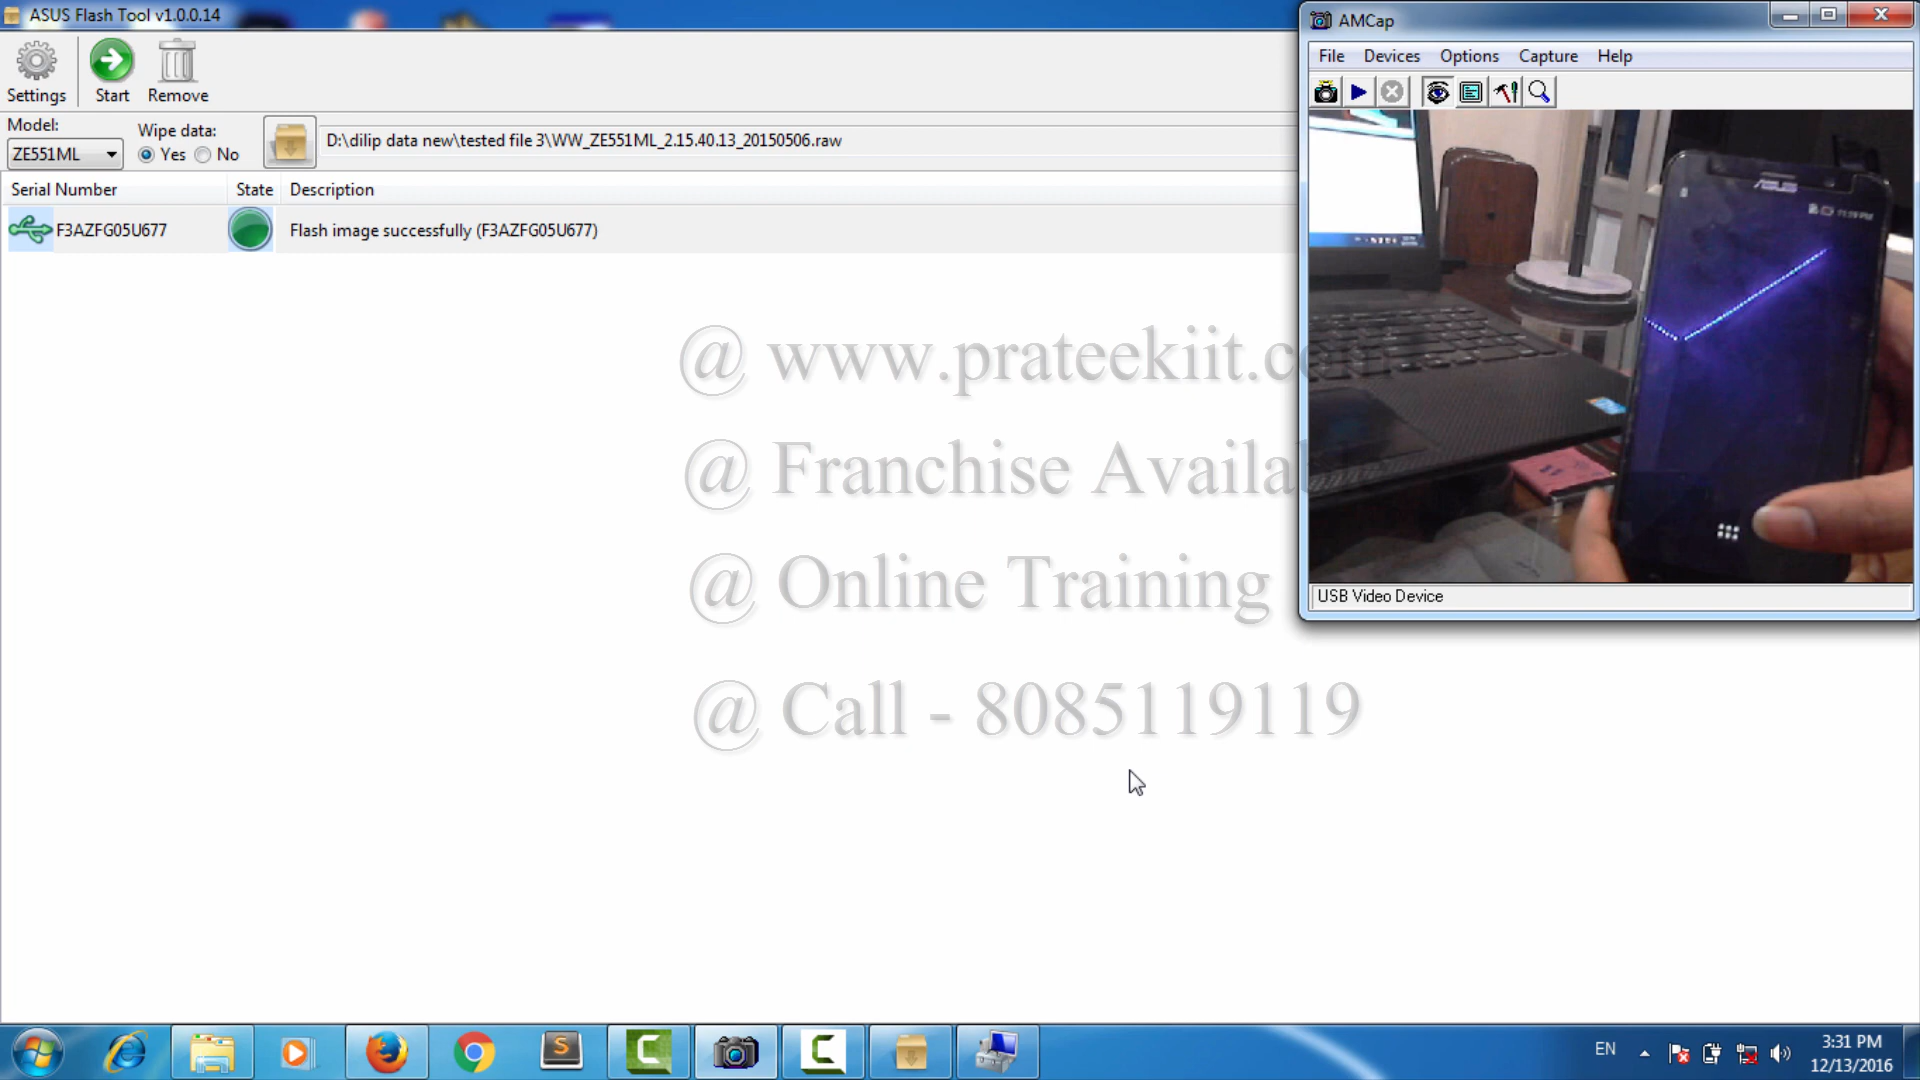 ASUS Flash Tool v1.0.0.14
Settings
Start
Remove
Model:
ZE551ML
Wipe data:
Yes
No
D:\dilip data new\tested file 3\WW_ZE551ML_2.15.40.13_20150506.raw
Serial Number
State
Description
F3AZFG05U677
Flash image successfully (F3AZFG05U677)
@ www.prateekiit.c
@ Franchise Availa
@ Online Training
@ Call - 8085119119
AMCap
File
Devices
Options
Capture
Help
ASUS
USB Video Device
S
C
C
EN
3:31 PM
12/13/2016